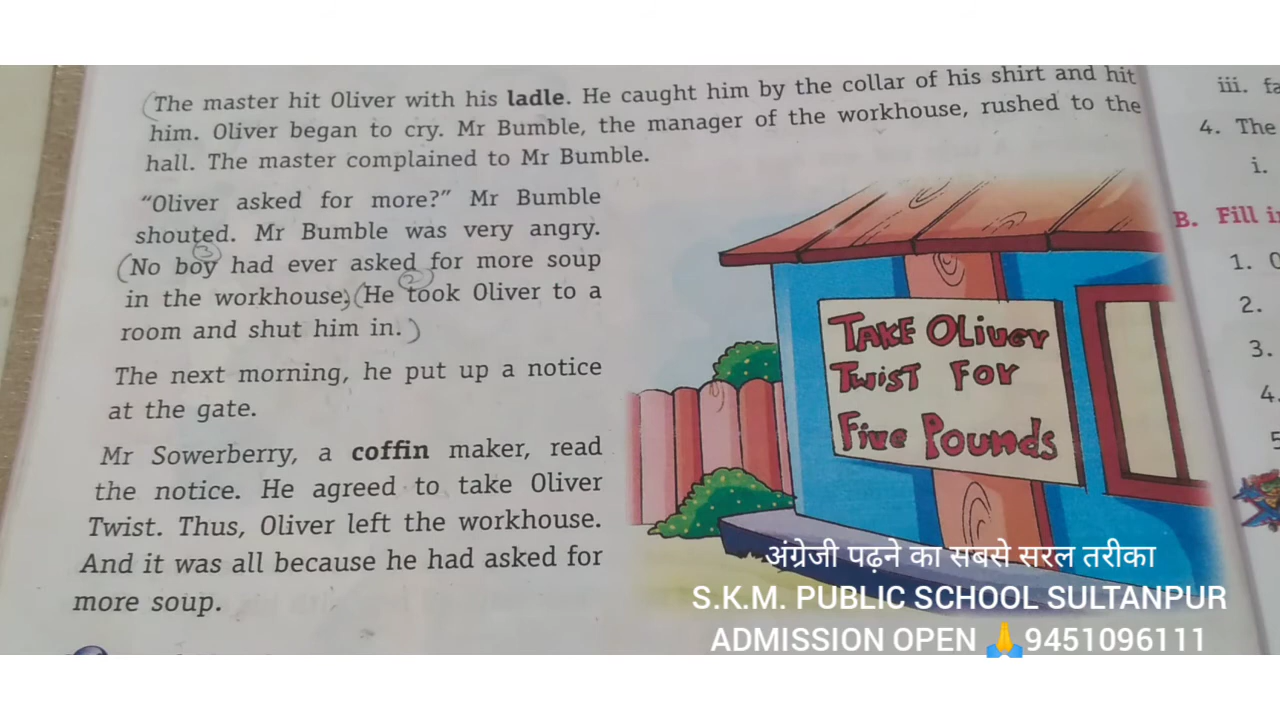 (The master hit Oliver with his ladle. He caught him by the collar of his shirt and hit
him. Oliver began to cry. Mr Bumble, the manager of the workhouse, rushed to the
hall. The master complained to Mr Bumble.
“Oliver asked for more?” Mr Bumble
shouted. Mr Bumble was very angry.
3
(No boy had ever asked for more soup
2
in the workhouse.) (He took Oliver to a
room and shut him in.)
The next morning, he put up a notice
at the gate.
Mr Sowerberry, a coffin maker, read
the notice. He agreed to take Oliver
Twist. Thus, Oliver left the workhouse.
And it was all because he had asked for
more soup.
TAKE OLiver
TwiST FOR
Five Pounds
iii. fa
4. The
i.
B. Fill i
1.
2.
3.
4.
5
अंग्रेजी पढ़ने का सबसे सरल तरीका
S.K.M. PUBLIC SCHOOL SULTANPUR
ADMISSION OPEN 🙏9451096111